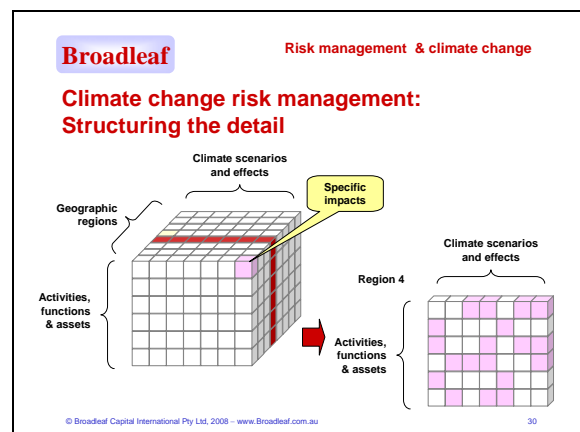 Broadleaf
Risk management & climate change
Climate change risk management:
Structuring the detail
Climate scenarios
and effects
Specific
impacts
Geographic
regions
Climate scenarios
and effects
Region 4
Activities,
functions
& assets
Activities,
functions
& assets
© Broadleaf Capital International Pty Ltd, 2008 – www.Broadleaf.com.au
30